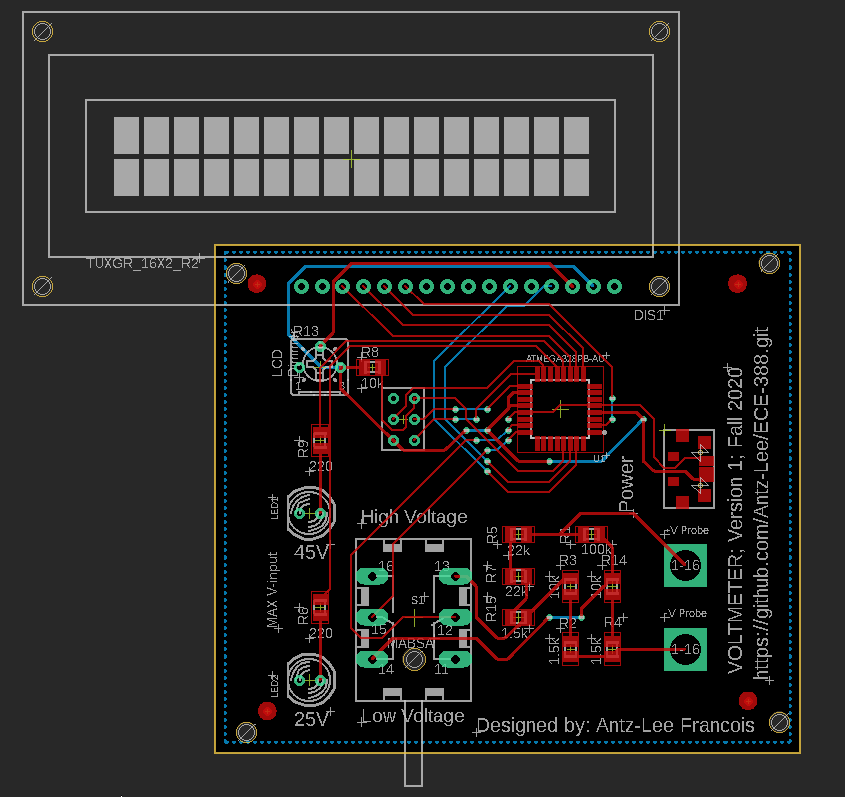 TUXGR_16X2_R2
DIS1
R13
LCD
R8
10k
ATMEGA328PB-AU
U1
R9
220
LED1
45V
High Voltage
Power
MAX V-input
R6
220
LED2
25V
16
13
S1
15
12
MABSA
14
11
Low Voltage
R5
22k
R7
22k
R15
1.5k
R1
100k
R3
10k
R14
10k
R2
1.5k
R4
1.5k
+V Probe
1-16
+V Probe
1-16
VOLTMETER; Version 1; Fall 2020
https://github.com/Antz-Lee/ECE-388.git
Designed by: Antz-Lee Francois